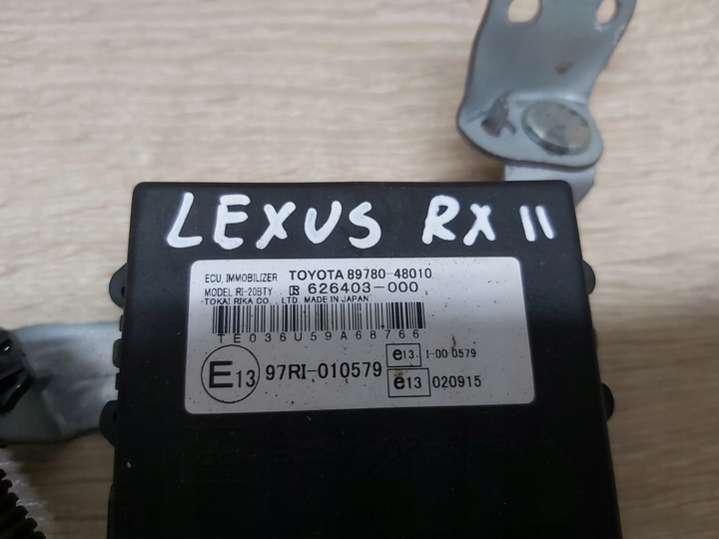 LEXUS RX II
ECU, IMMOBILIZER TOYOTA 89780-48010
MODEL RI-20BTY 626403-000
TOKAI RIKA CO., LTD. MADE IN JAPAN
TE036U59A68766
E13 97RI-010579
e13 1-00 0579
e13 020915